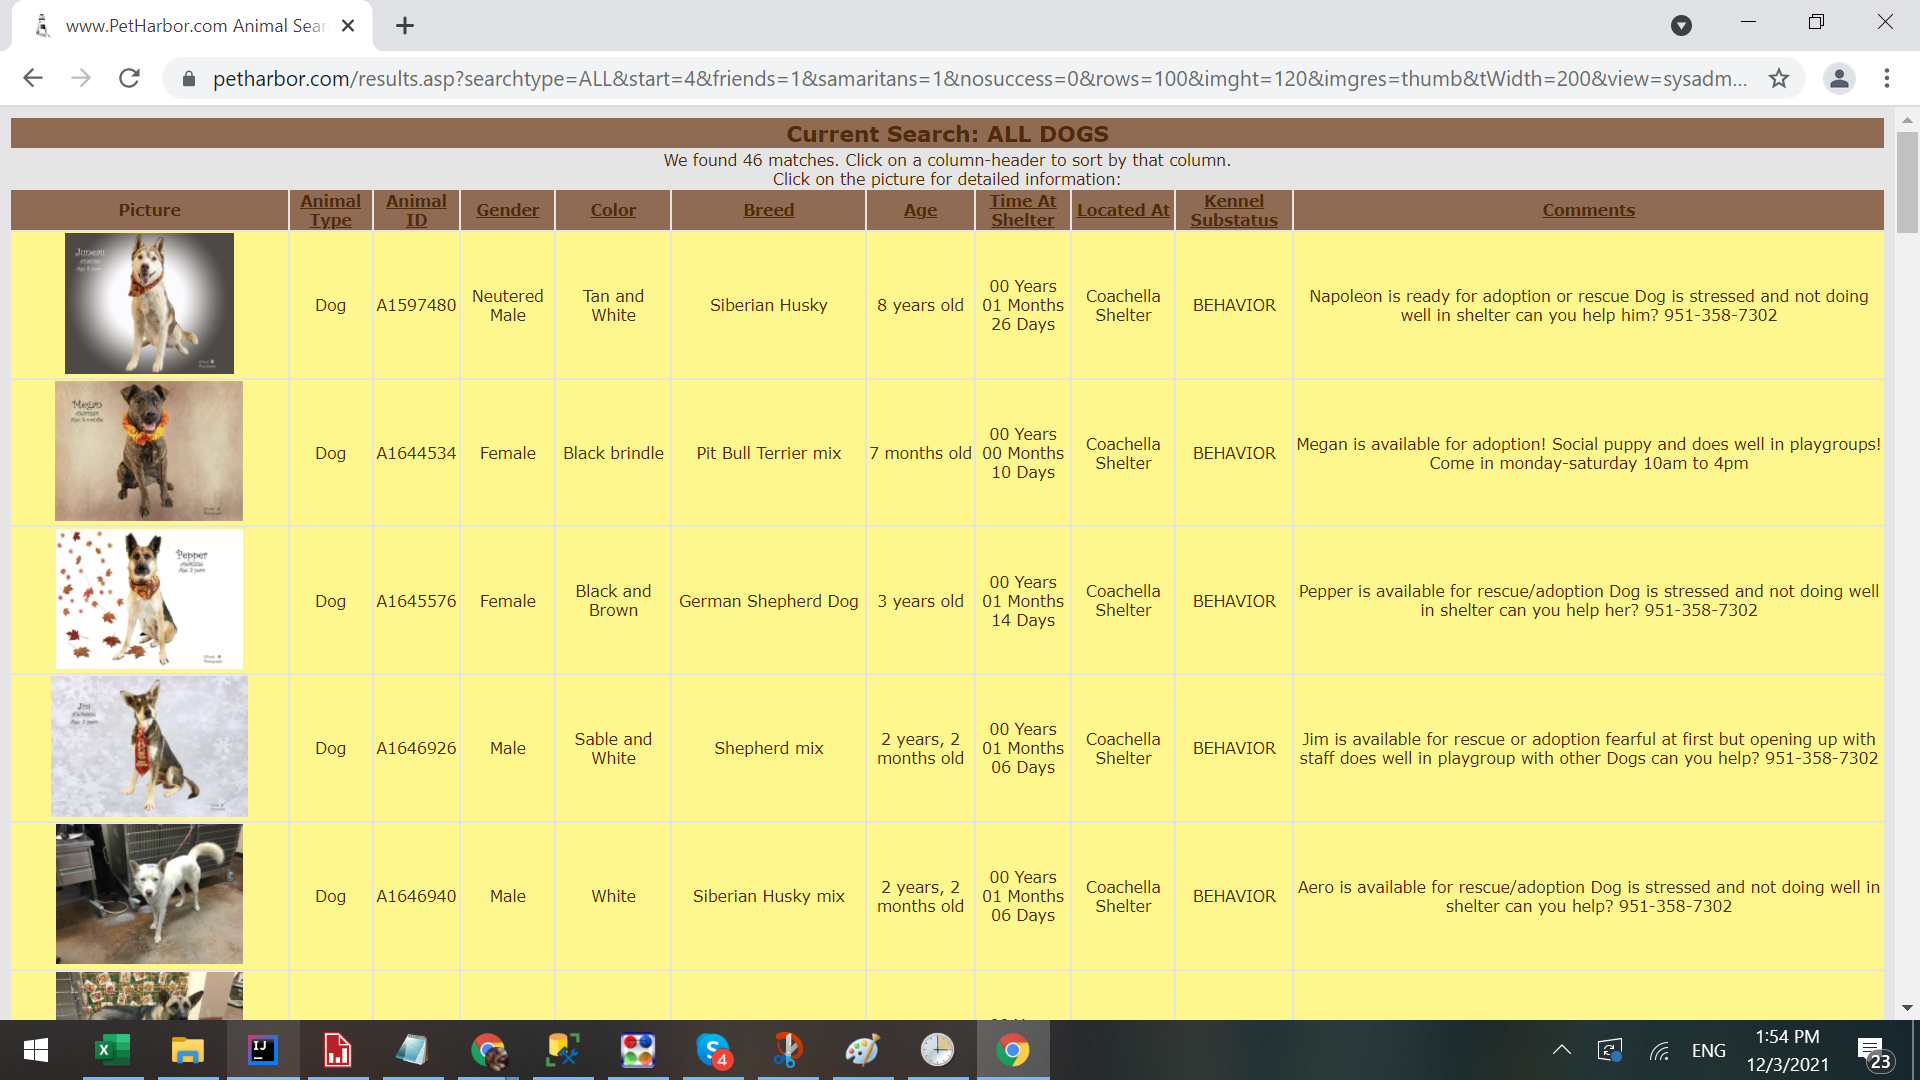 www.PetHarbor.com Animal Sear
petharbor.com/results.asp?searchtype=ALL&start=4&friends=1&samaritans=1&nosuccess=0&rows=100&imght=120&imgres=thumb&tWidth=200&view=sysadm...
Current Search: ALL DOGS
We found 46 matches. Click on a column-header to sort by that column.
Click on the picture for detailed information:
Picture
Animal
Type
Animal
ID
Gender
Color
Breed
Age
Time At
Shelter
Located At
Kennel
Substatus
Comments
Juneau
Dog
A1597480
Neutered
Male
Tan and
White
Siberian Husky
8 years old
00 Years
01 Months
26 Days
Coachella
Shelter
BEHAVIOR
Napoleon is ready for adoption or rescue Dog is stressed and not doing
well in shelter can you help him? 951-358-7302
Megan
Dog
A1644534
Female
Black brindle
Pit Bull Terrier mix
7 months old
00 Years
00 Months
10 Days
Coachella
Shelter
BEHAVIOR
Megan is available for adoption! Social puppy and does well in playgroups!
Come in monday-saturday 10am to 4pm
Pepper
Dog
A1645576
Female
Black and
Brown
German Shepherd Dog
3 years old
00 Years
01 Months
14 Days
Coachella
Shelter
BEHAVIOR
Pepper is available for rescue/adoption Dog is stressed and not doing well
in shelter can you help her? 951-358-7302
Jim
Dog
A1646926
Male
Sable and
White
Shepherd mix
2 years, 2
months old
00 Years
01 Months
06 Days
Coachella
Shelter
BEHAVIOR
Jim is available for rescue or adoption fearful at first but opening up with
staff does well in playgroup with other Dogs can you help? 951-358-7302
Dog
A1646940
Male
White
Siberian Husky mix
2 years, 2
months old
00 Years
01 Months
06 Days
Coachella
Shelter
BEHAVIOR
Aero is available for rescue/adoption Dog is stressed and not doing well in
shelter can you help? 951-358-7302
IJ
4
ENG
1:54 PM
12/3/2021
23